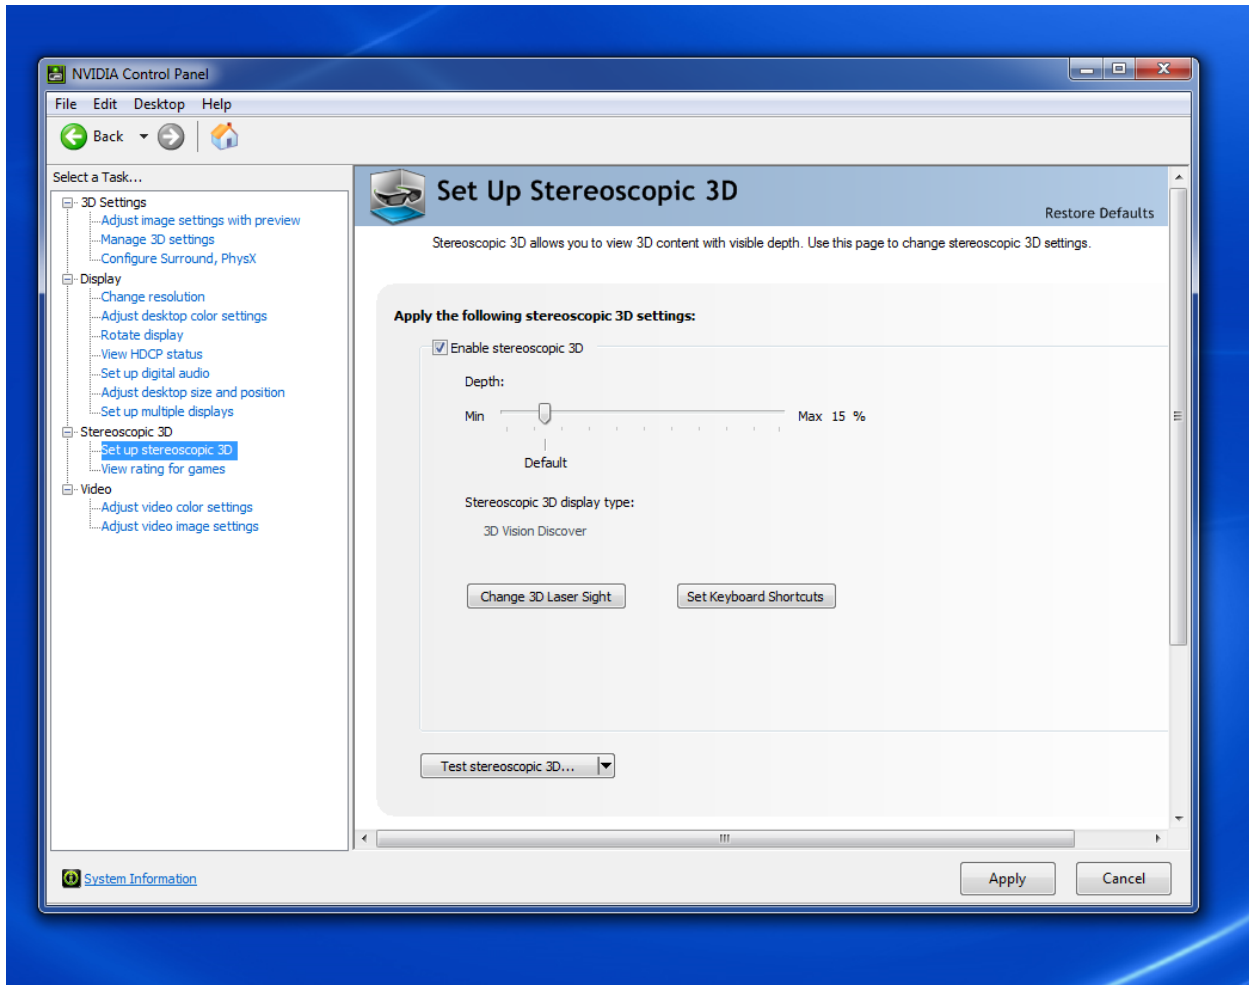 NVIDIA Control Panel
File Edit Desktop Help
Back
Select a Task...
3D Settings
Adjust image settings with preview
Manage 3D settings
Configure Surround, PhysX
Display
Change resolution
Adjust desktop color settings
Rotate display
View HDCP status
Set up digital audio
Adjust desktop size and position
Set up multiple displays
Stereoscopic 3D
Set up stereoscopic 3D
View rating for games
Video
Adjust video color settings
Adjust video image settings
Set Up Stereoscopic 3D
Restore Defaults
Stereoscopic 3D allows you to view 3D content with visible depth. Use this page to change stereoscopic 3D settings.
Apply the following stereoscopic 3D settings:
Enable stereoscopic 3D
Depth:
Min Max 15 %
Default
Stereoscopic 3D display type:
3D Vision Discover
Change 3D Laser Sight Set Keyboard Shortcuts
Test stereoscopic 3D...
System Information
Apply Cancel